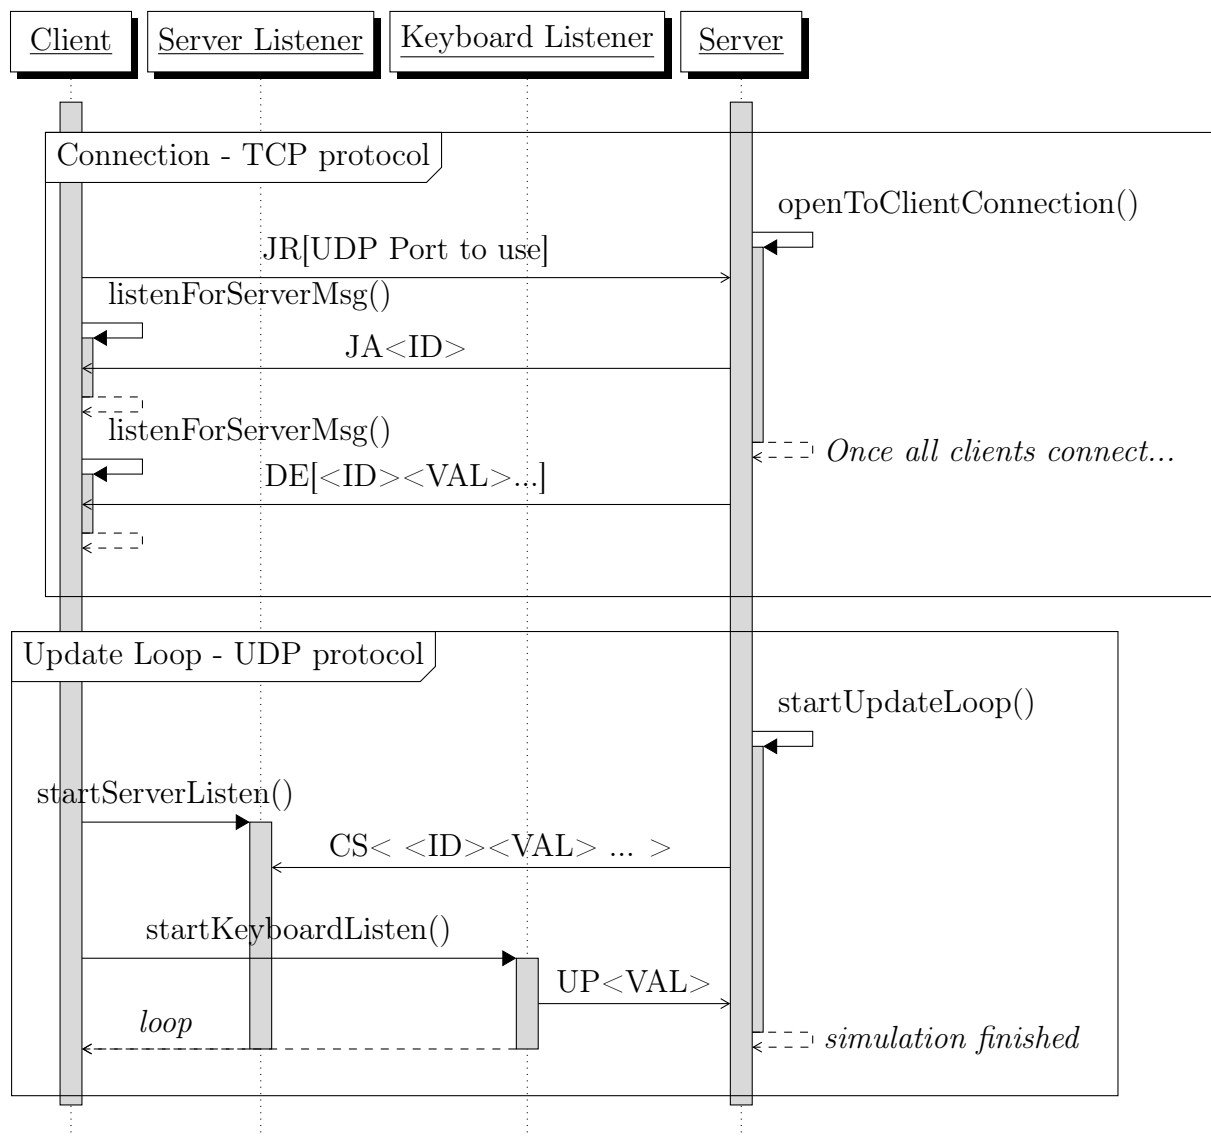 Client
Server Listener
Keyboard Listener
Server
Connection - TCP protocol
openToClientConnection()
JR[UDP Port to use]
listenForServerMsg()
JA<ID>
listenForServerMsg()
Once all clients connect...
DE[<ID><VAL>...]
Update Loop - UDP protocol
startUpdateLoop()
startServerListen()
CS< <ID><VAL> ... >
startKeyboardListen()
UP<VAL>
loop
simulation finished